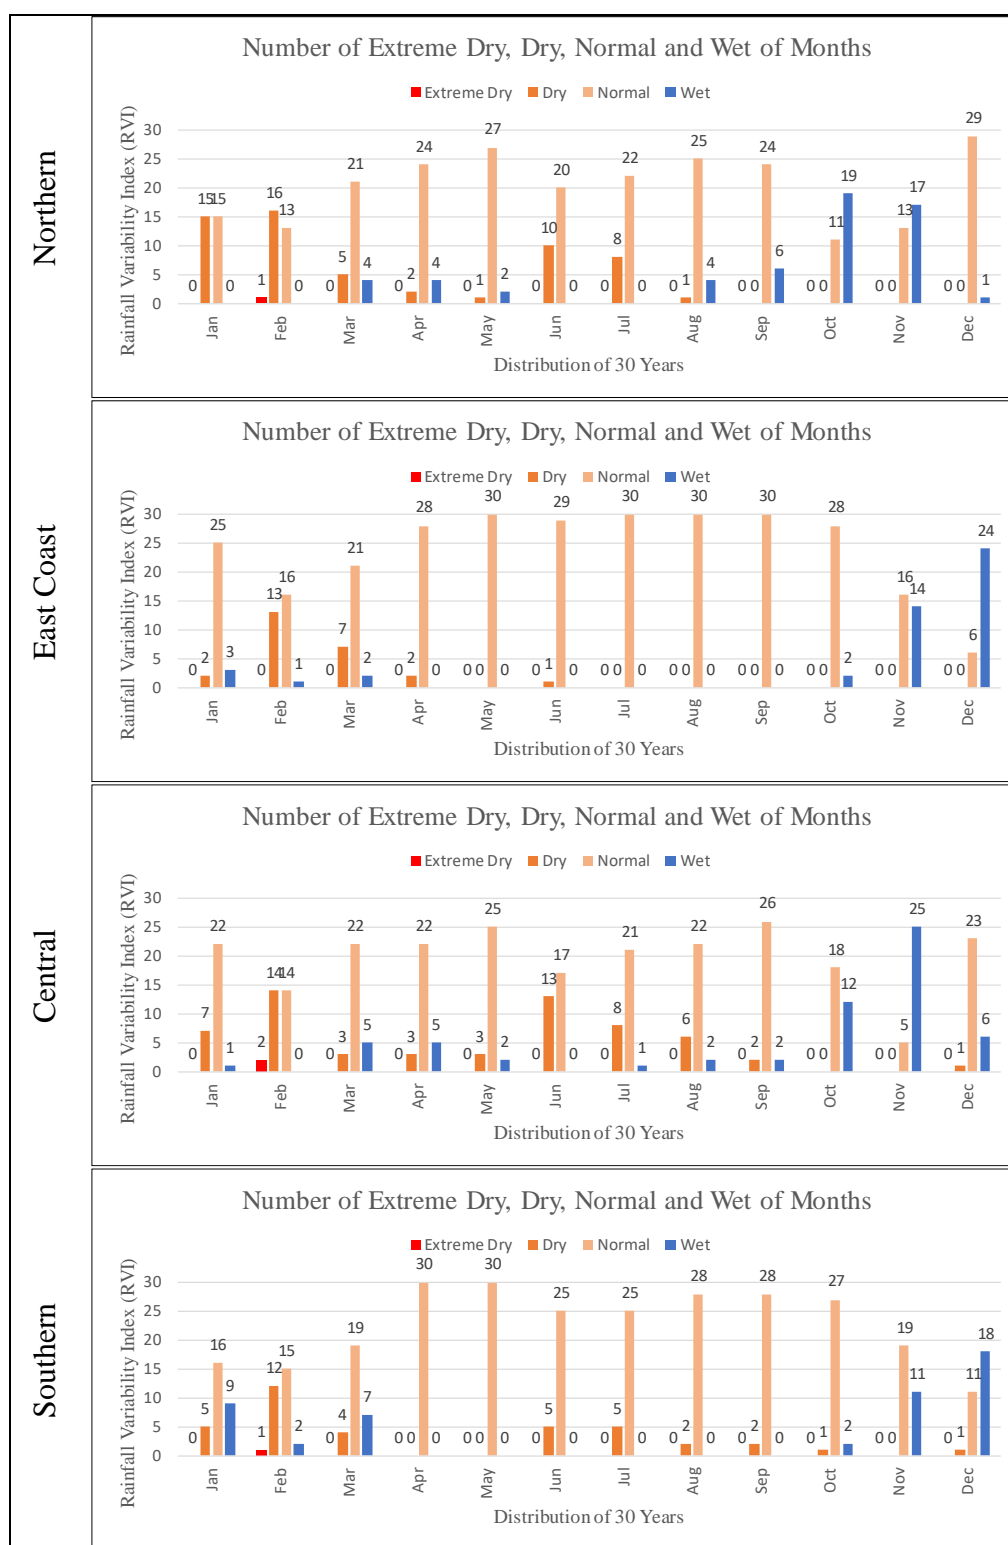 Northern
Number of Extreme Dry, Dry, Normal and Wet of Months
Extreme Dry Dry Normal Wet
Rainfall Variability Index (RVI)
30
25
20
15
10
5
0
0 15 15 0
1 16 13 0
0 5 21 4
0 2 24 4
0 1 27 2
0 10 20 0
0 8 22 0
0 1 25 4
0 0 24 6
0 0 11 19
0 0 13 17
0 0 29 1
Jan Feb Mar Apr May Jun Jul Aug Sep Oct Nov Dec
Distribution of 30 Years
East Coast
Number of Extreme Dry, Dry, Normal and Wet of Months
Extreme Dry Dry Normal Wet
Rainfall Variability Index (RVI)
30
25
20
15
10
5
0
0 2 25 3
0 13 16 1
0 7 21 2
0 2 28 0
0 0 30 0
0 1 29 0
0 0 30 0
0 0 30 0
0 0 30 0
0 0 28 2
0 0 16 14
0 0 6 24
Jan Feb Mar Apr May Jun Jul Aug Sep Oct Nov Dec
Distribution of 30 Years
Central
Number of Extreme Dry, Dry, Normal and Wet of Months
Extreme Dry Dry Normal Wet
Rainfall Variability Index (RVI)
30
25
20
15
10
5
0
0 7 22 1
2 14 14 0
0 3 22 5
0 3 22 5
0 3 25 2
0 13 17 0
0 8 21 1
0 6 22 2
0 2 26 2
0 0 18 12
0 0 5 25
0 1 23 6
Jan Feb Mar Apr May Jun Jul Aug Sep Oct Nov Dec
Distribution of 30 Years
Southern
Number of Extreme Dry, Dry, Normal and Wet of Months
Extreme Dry Dry Normal Wet
Rainfall Variability Index (RVI)
30
25
20
15
10
5
0
0 5 16 9
1 12 15 2
0 4 19 7
0 0 30 0
0 0 30 0
0 5 25 0
0 5 25 0
0 2 28 0
0 2 28 0
0 1 27 2
0 0 19 11
0 1 11 18
Jan Feb Mar Apr May Jun Jul Aug Sep Oct Nov Dec
Distribution of 30 Years